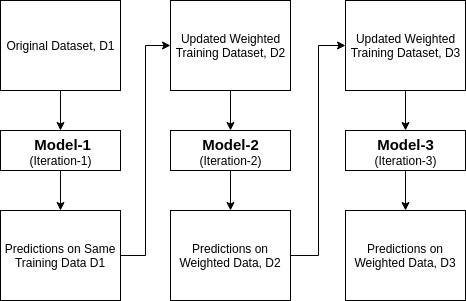 Original Dataset, D1
Model-1
(Iteration-1)
Predictions on Same
Training Data D1
Updated Weighted
Training Dataset, D2
Model-2
(Iteration-2)
Predictions on
Weighted Data, D2
Updated Weighted
Training Dataset, D3
Model-3
(Iteration-3)
Predictions on
Weighted Data, D3